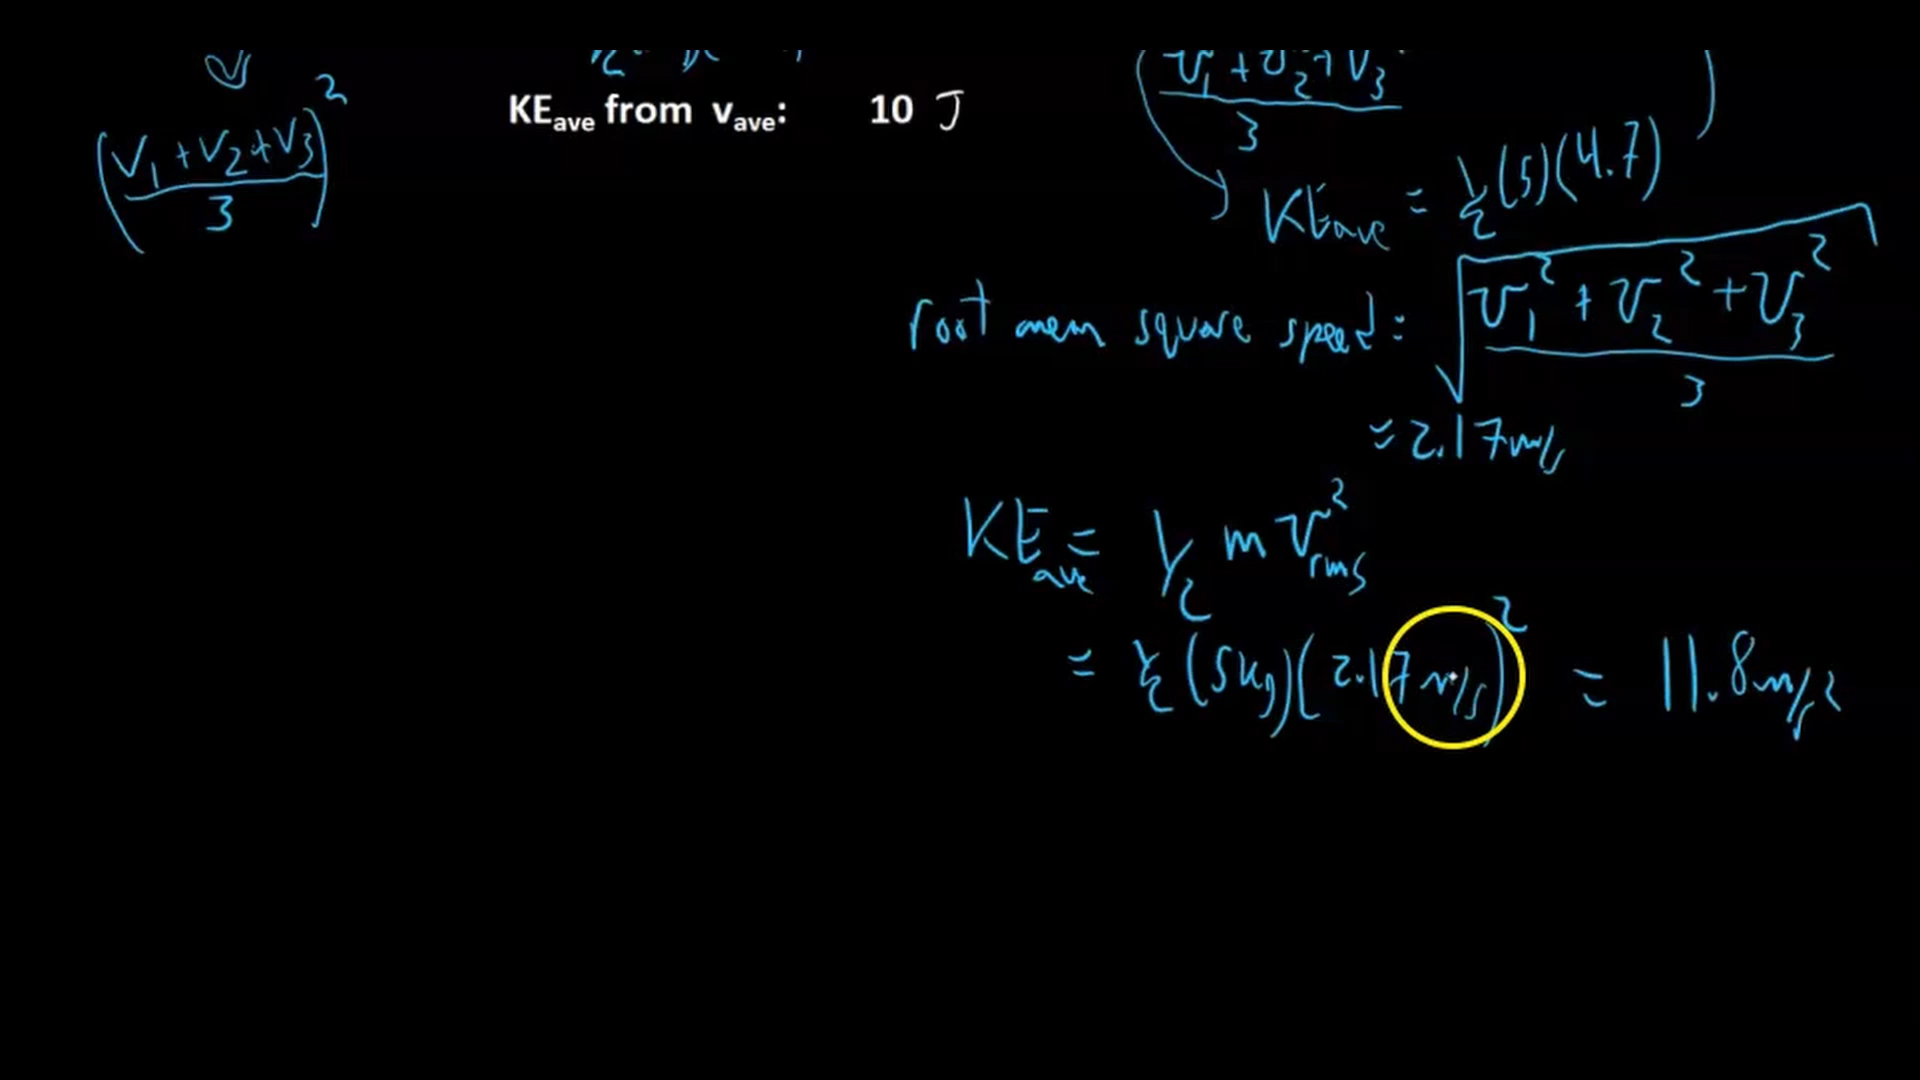 KEave from vave: 10 J
(V1 + V2 + V3 / 3)²
V1 + V2 + V3 / 3
KEave = ½(5)(4.7)
root mean square speed = √(V1² + V2² + V3² / 3)
= 2.17 m/s
KEave = ½ m Vrms²
= ½ (5kg)(2.17 m/s)² = 11.8